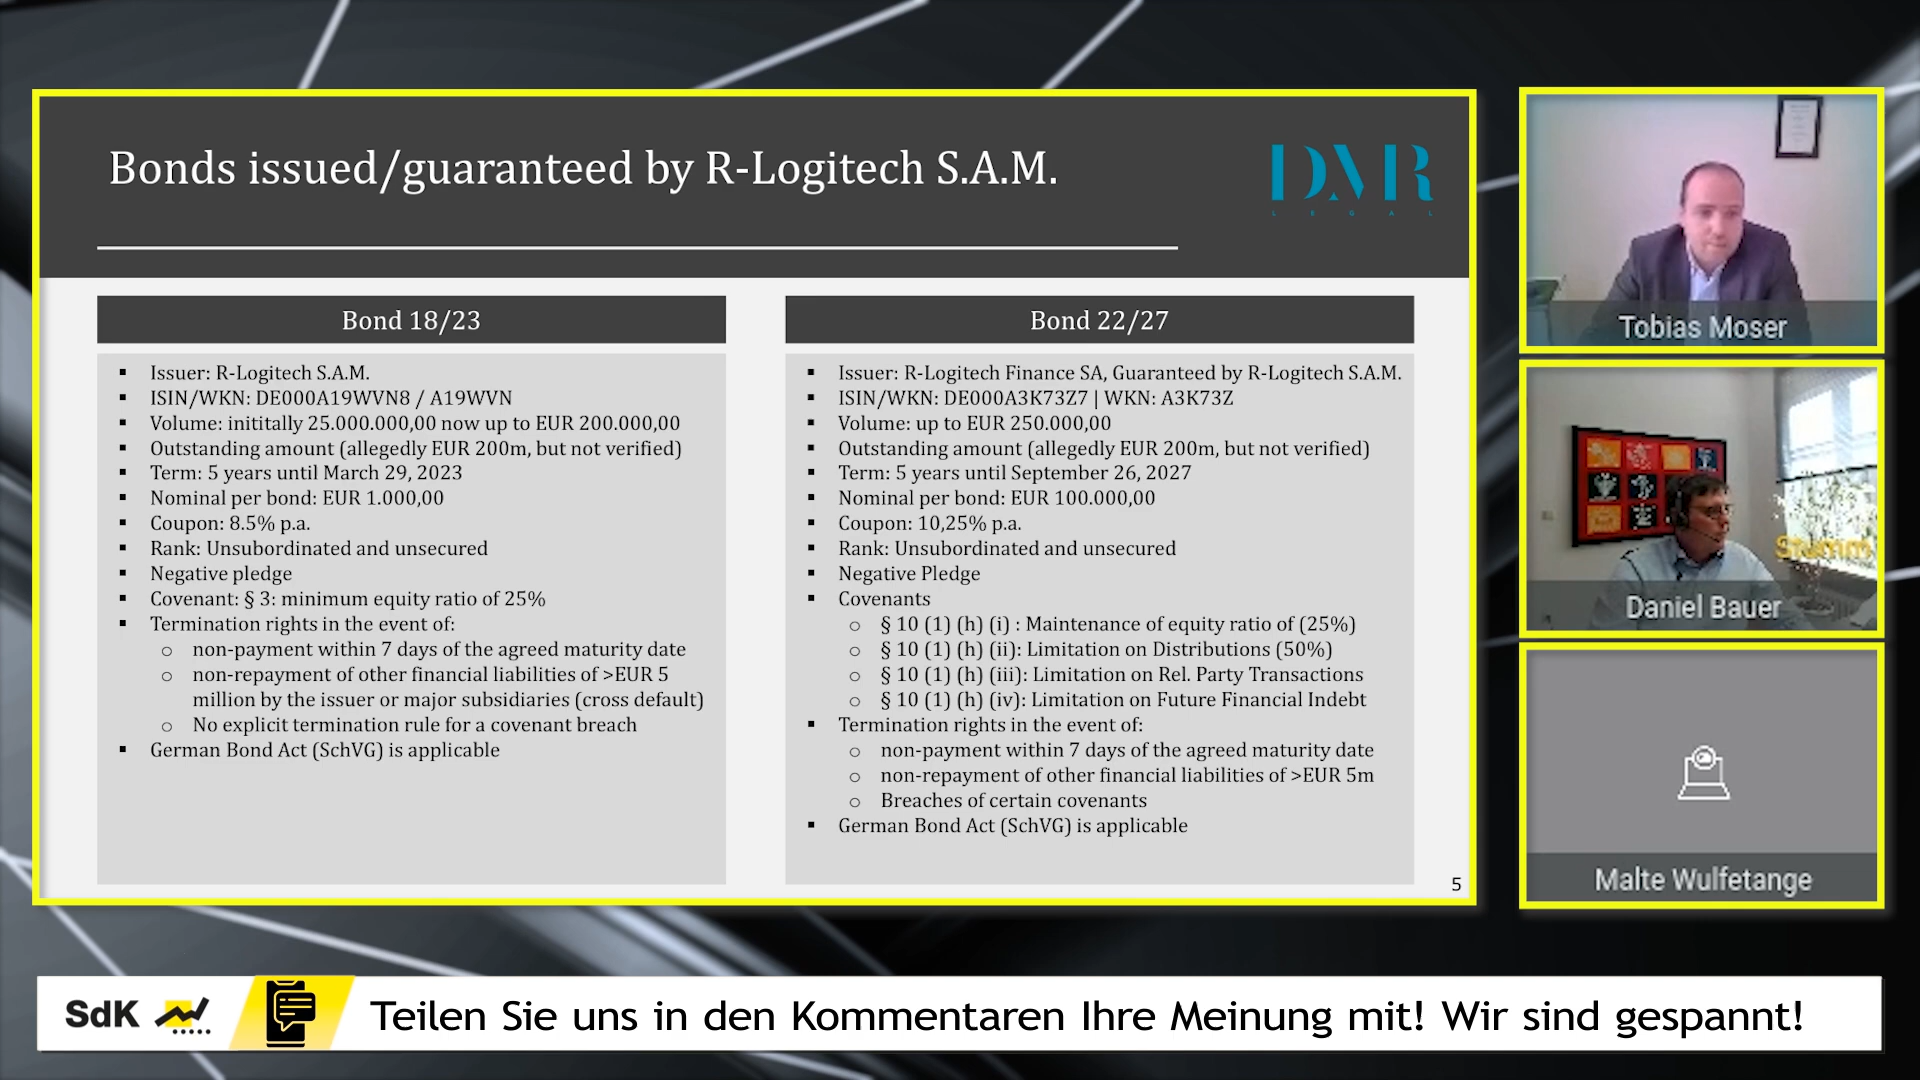 Bonds issued/guaranteed by R-Logitech S.A.M.
DMR
LEGAL
Bond 18/23
▪ Issuer: R-Logitech S.A.M.
▪ ISIN/WKN: DE000A19WVN8 / A19WVN
▪ Volume: inititally 25.000.000,00 now up to EUR 200.000,00
▪ Outstanding amount (allegedly EUR 200m, but not verified)
▪ Term: 5 years until March 29, 2023
▪ Nominal per bond: EUR 1.000,00
▪ Coupon: 8.5% p.a.
▪ Rank: Unsubordinated and unsecured
▪ Negative pledge
▪ Covenant: § 3: minimum equity ratio of 25%
▪ Termination rights in the event of:
o non-payment within 7 days of the agreed maturity date
o non-repayment of other financial liabilities of >EUR 5
million by the issuer or major subsidiaries (cross default)
o No explicit termination rule for a covenant breach
▪ German Bond Act (SchVG) is applicable
Bond 22/27
▪ Issuer: R-Logitech Finance SA, Guaranteed by R-Logitech S.A.M.
▪ ISIN/WKN: DE000A3K73Z7 | WKN: A3K73Z
▪ Volume: up to EUR 250.000,00
▪ Outstanding amount (allegedly EUR 200m, but not verified)
▪ Term: 5 years until September 26, 2027
▪ Nominal per bond: EUR 100.000,00
▪ Coupon: 10,25% p.a.
▪ Rank: Unsubordinated and unsecured
▪ Negative Pledge
▪ Covenants
o § 10 (1) (h) (i) : Maintenance of equity ratio of (25%)
o § 10 (1) (h) (ii): Limitation on Distributions (50%)
o § 10 (1) (h) (iii): Limitation on Rel. Party Transactions
o § 10 (1) (h) (iv): Limitation on Future Financial Indebt
▪ Termination rights in the event of:
o non-payment within 7 days of the agreed maturity date
o non-repayment of other financial liabilities of >EUR 5m
o Breaches of certain covenants
▪ German Bond Act (SchVG) is applicable
5
Tobias Moser
Stumm
Daniel Bauer
Malte Wulfetange
SdK
Teilen Sie uns in den Kommentaren Ihre Meinung mit! Wir sind gespannt!